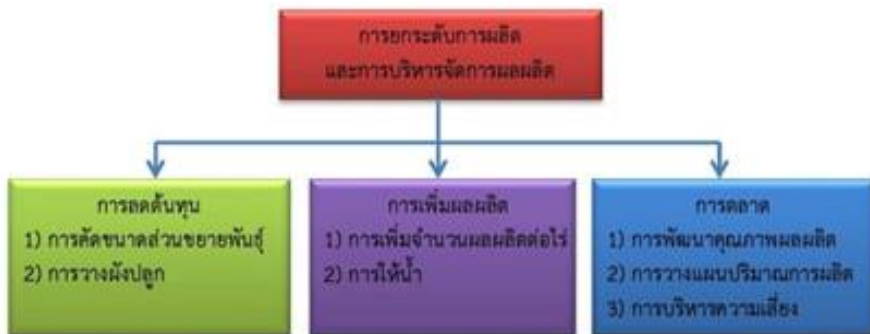 การยกระดับการผลิต
และการบริหารจัดการผลผลิต
การลดต้นทุน
1) การคัดขนาดส่วนขยายพันธุ์
2) การวางผังปลูก
การเพิ่มผลผลิต
1) การเพิ่มจำนวนผลผลิตต่อไร่
2) การให้น้ำ
การตลาด
1) การพัฒนาคุณภาพผลผลิต
2) การวางแผนปริมาณการผลิต
3) การบริหารความเสี่ยง